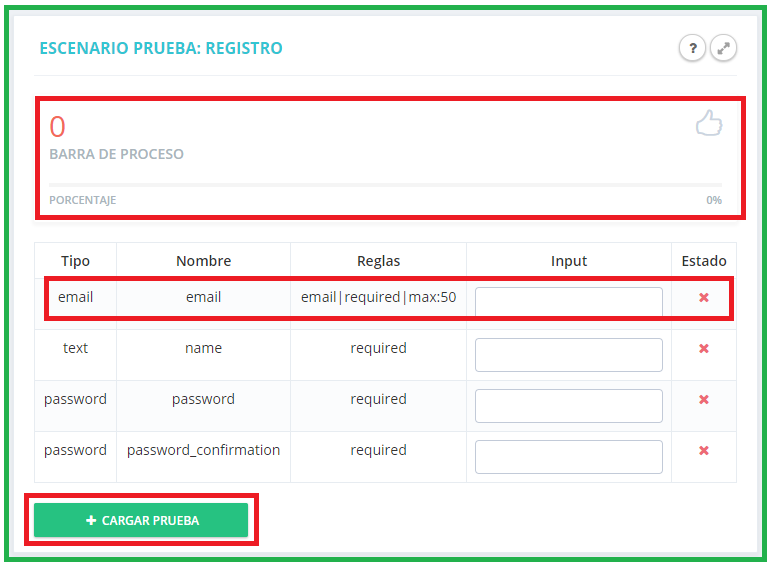 ESCENARIO PRUEBA: REGISTRO ?
0
BARRA DE PROCESO
PORCENTAJE 0%
Tipo Nombre Reglas Input Estado
email email email|required|max:50
text name required
password password required
password password_confirmation required
CARGAR PRUEBA